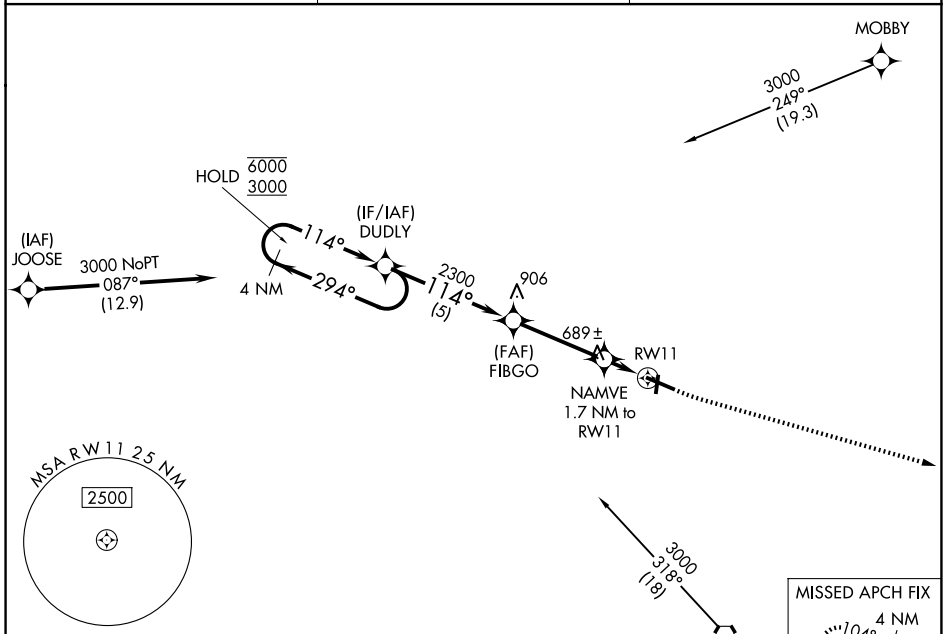 MOBBY
3000
249°
(19.3)
HOLD
6000
3000
(IF/IAF)
DUDLY
(IAF)
JOOSE
3000 NoPT
087°
(12.9)
114°
294°
4 NM
2300
114°
(5)
906
(FAF)
FIBGO
689 ±
RW11
NAMVE
1.7 NM to
RW11
MSA RW 11 25 NM
2500
3000
318°
(18)
MISSED APCH FIX
4 NM